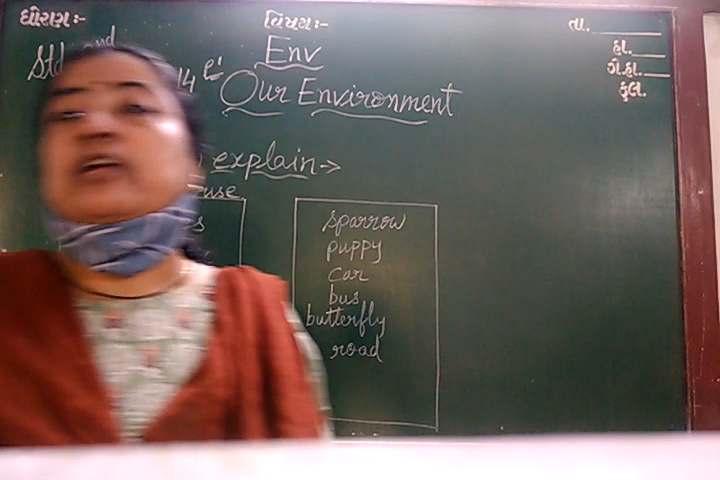 ધોરણ :- વિષય :- તા.
હા.
ગે.હા.
કુલ.
Env
Our Environment
explain →
sparrow
puppy
car
bus
butterfly
road